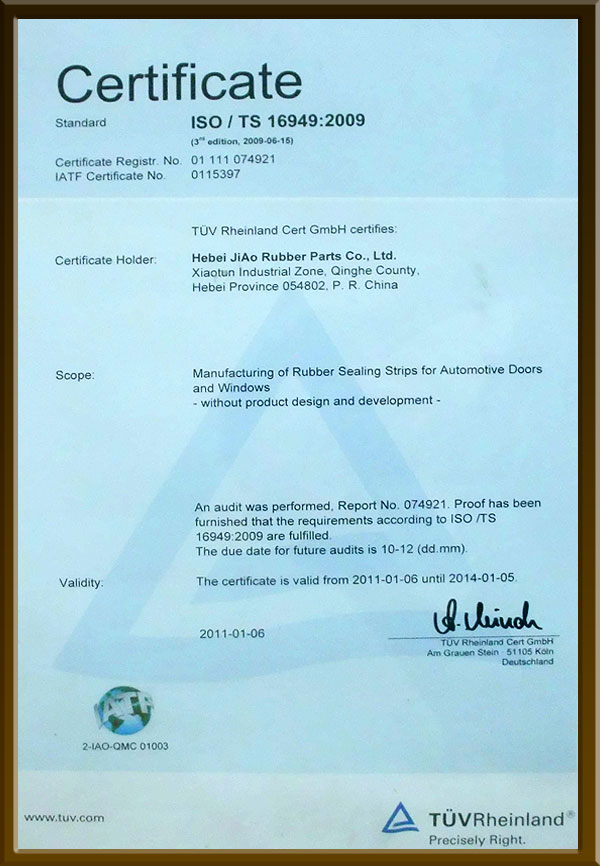 Certificate
Standard ISO / TS 16949:2009
(3rd edition, 2009-06-15)
Certificate Registr. No. 01 111 074921
IATF Certificate No. 0115397
TÜV Rheinland Cert GmbH certifies:
Certificate Holder: Hebei JiAo Rubber Parts Co., Ltd.
Xiaotun Industrial Zone, Qinghe County,
Hebei Province 054802, P. R. China
Scope: Manufacturing of Rubber Sealing Strips for Automotive Doors
and Windows
- without product design and development -
An audit was performed, Report No. 074921. Proof has been
furnished that the requirements according to ISO /TS
16949:2009 are fulfilled.
The due date for future audits is 10-12 (dd.mm).
Validity: The certificate is valid from 2011-01-06 until 2014-01-05.
2011-01-06
TÜV Rheinland Cert GmbH
Am Grauen Stein · 51105 Köln
Deutschland
IATF
2-IAO-QMC 01003
www.tuv.com
TÜVRheinland®
Precisely Right.